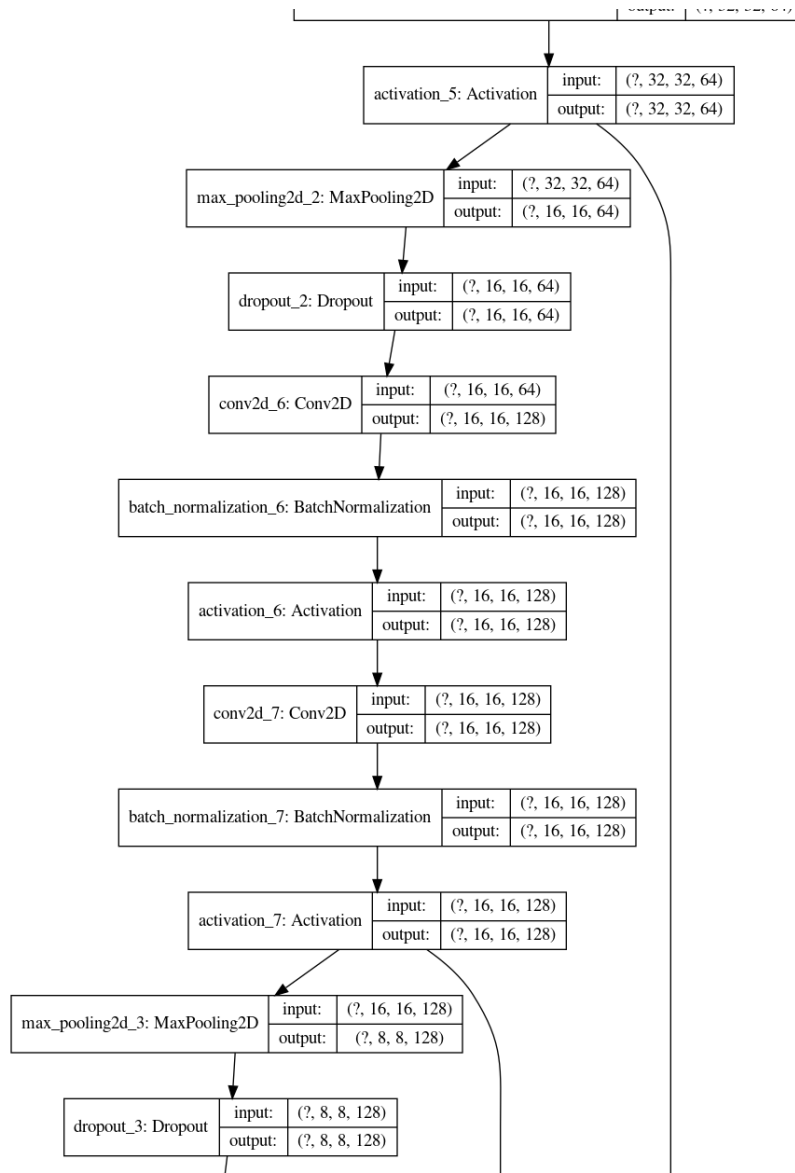 activation_5: Activation
input: (?, 32, 32, 64)
output: (?, 32, 32, 64)
max_pooling2d_2: MaxPooling2D
input: (?, 32, 32, 64)
output: (?, 16, 16, 64)
dropout_2: Dropout
input: (?, 16, 16, 64)
output: (?, 16, 16, 64)
conv2d_6: Conv2D
input: (?, 16, 16, 64)
output: (?, 16, 16, 128)
batch_normalization_6: BatchNormalization
input: (?, 16, 16, 128)
output: (?, 16, 16, 128)
activation_6: Activation
input: (?, 16, 16, 128)
output: (?, 16, 16, 128)
conv2d_7: Conv2D
input: (?, 16, 16, 128)
output: (?, 16, 16, 128)
batch_normalization_7: BatchNormalization
input: (?, 16, 16, 128)
output: (?, 16, 16, 128)
activation_7: Activation
input: (?, 16, 16, 128)
output: (?, 16, 16, 128)
max_pooling2d_3: MaxPooling2D
input: (?, 16, 16, 128)
output: (?, 8, 8, 128)
dropout_3: Dropout
input: (?, 8, 8, 128)
output: (?, 8, 8, 128)